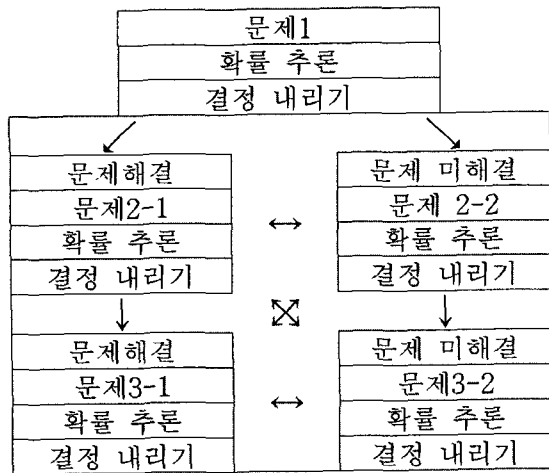 문제1
확률 추론
결정 내리기
문제해결
문제2-1
확률 추론
결정 내리기
문제 미해결
문제 2-2
확률 추론
결정 내리기
문제해결
문제3-1
확률 추론
결정 내리기
문제 미해결
문제3-2
확률 추론
결정 내리기